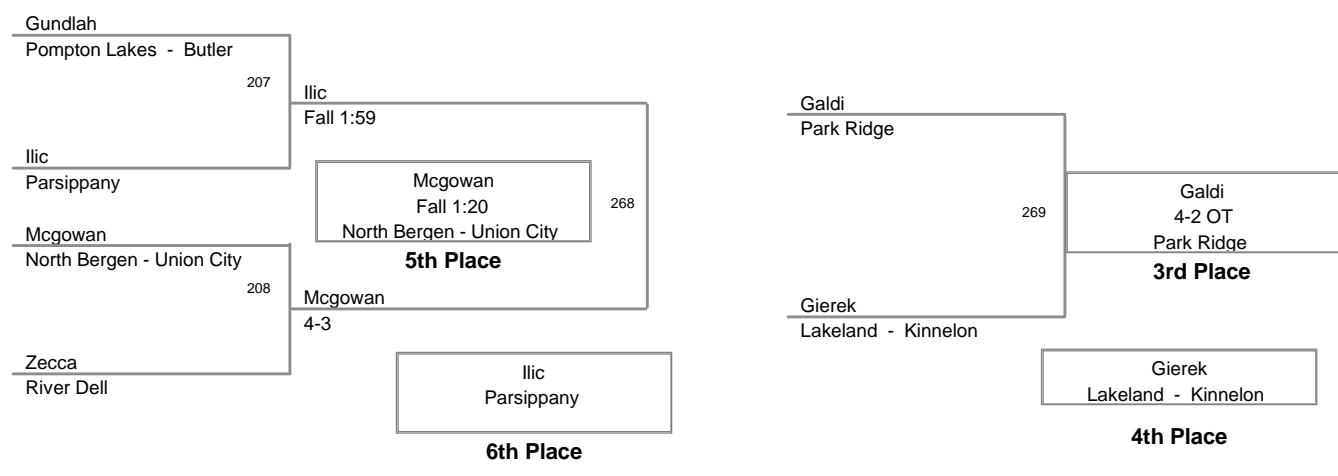 Gundlah
Pompton Lakes - Butler
207
Ilic
Fall 1:59
Ilic
Parsippany
Mcgowan
Fall 1:20
North Bergen - Union City
5th Place
268
Mcgowan
North Bergen - Union City
208
Mcgowan
4-3
Zecca
River Dell
Ilic
Parsippany
6th Place
Galdi
Park Ridge
269
Galdi
4-2 OT
Park Ridge
3rd Place
Gierek
Lakeland - Kinnelon
Gierek
Lakeland - Kinnelon
4th Place